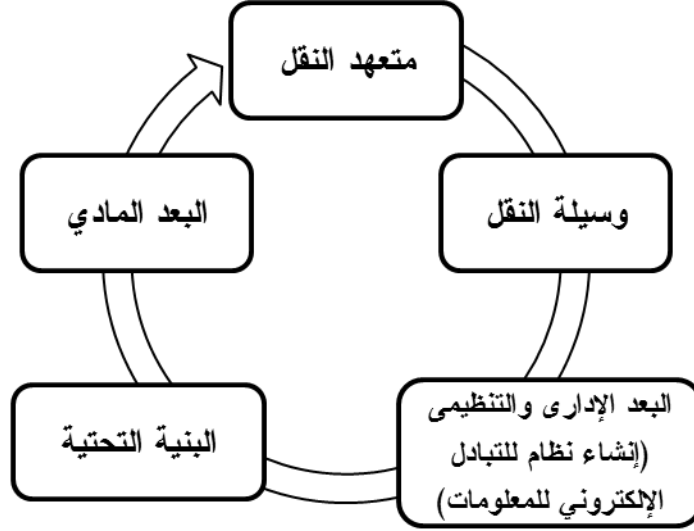 متعهد النقل
وسيلة النقل
البعد الإدارى والتنظيمى
(إنشاء نظام للتبادل
الإلكتروني للمعلومات)
البنية التحتية
البعد المادي